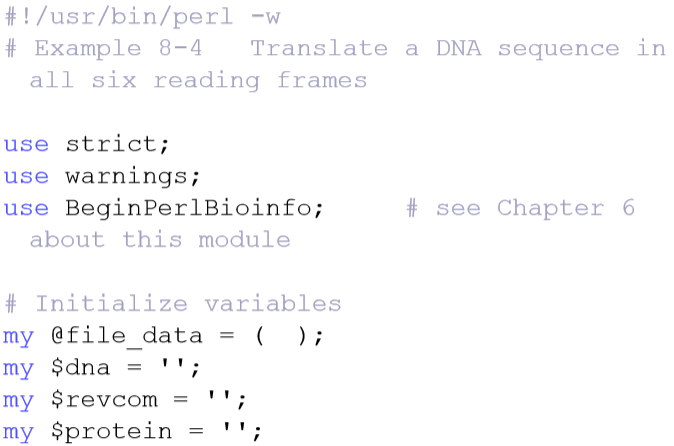 #!/usr/bin/perl -w
# Example 8-4   Translate a DNA sequence in
all six reading frames
use strict;
use warnings;
use BeginPerlBioinfo;     # see Chapter 6
about this module
# Initialize variables
my @file_data = (  );
my $dna = '';
my $revcom = '';
my $protein = '';